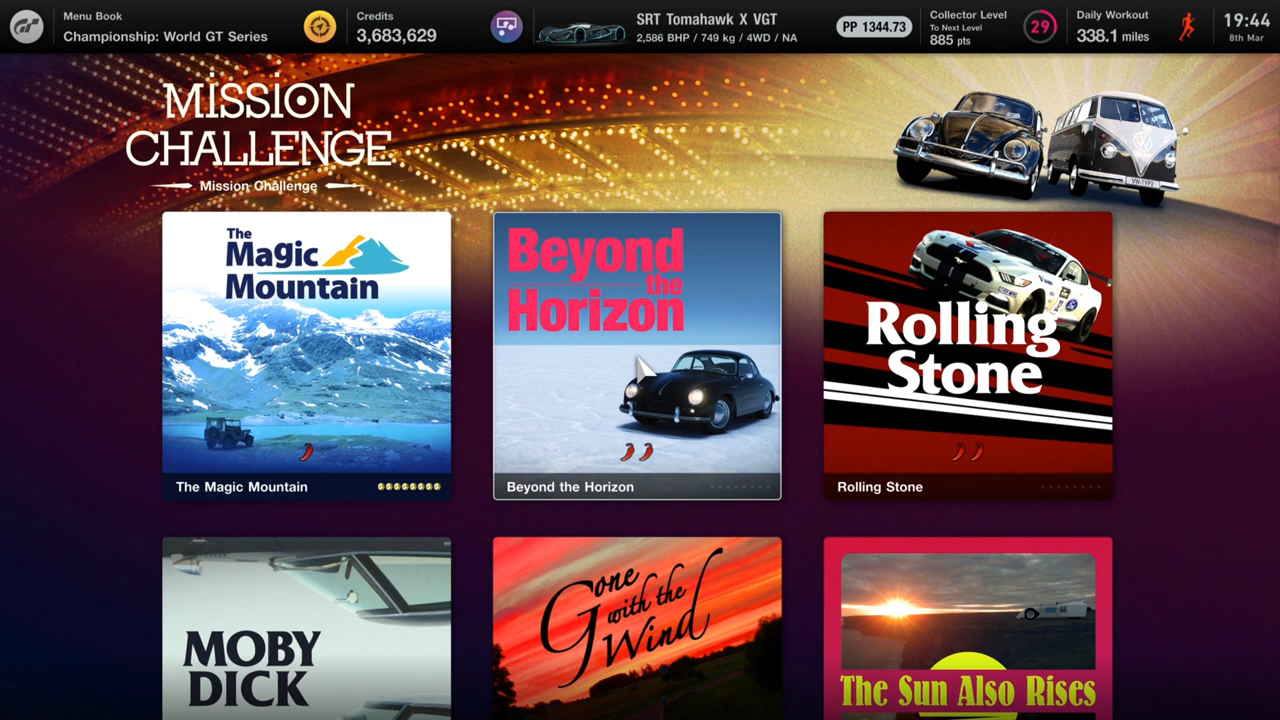 Menu Book
Championship: World GT Series
Credits
3,683,629
SRT Tomahawk X VGT
2,586 BHP / 749 kg / 4WD / NA
PP 1344.73
Collector Level
To Next Level
885 pts
29
Daily Workout
338.1 miles
19:44
8th Mar
MISSION
CHALLENGE
Mission Challenge
VW-TYP2
The
Magic
Mountain
The Magic Mountain
Beyond
the
Horizon
Beyond the Horizon
Rolling
Stone
Rolling Stone
MOBY
DICK
Gone
with the
Wind
66
The Sun Also Rises